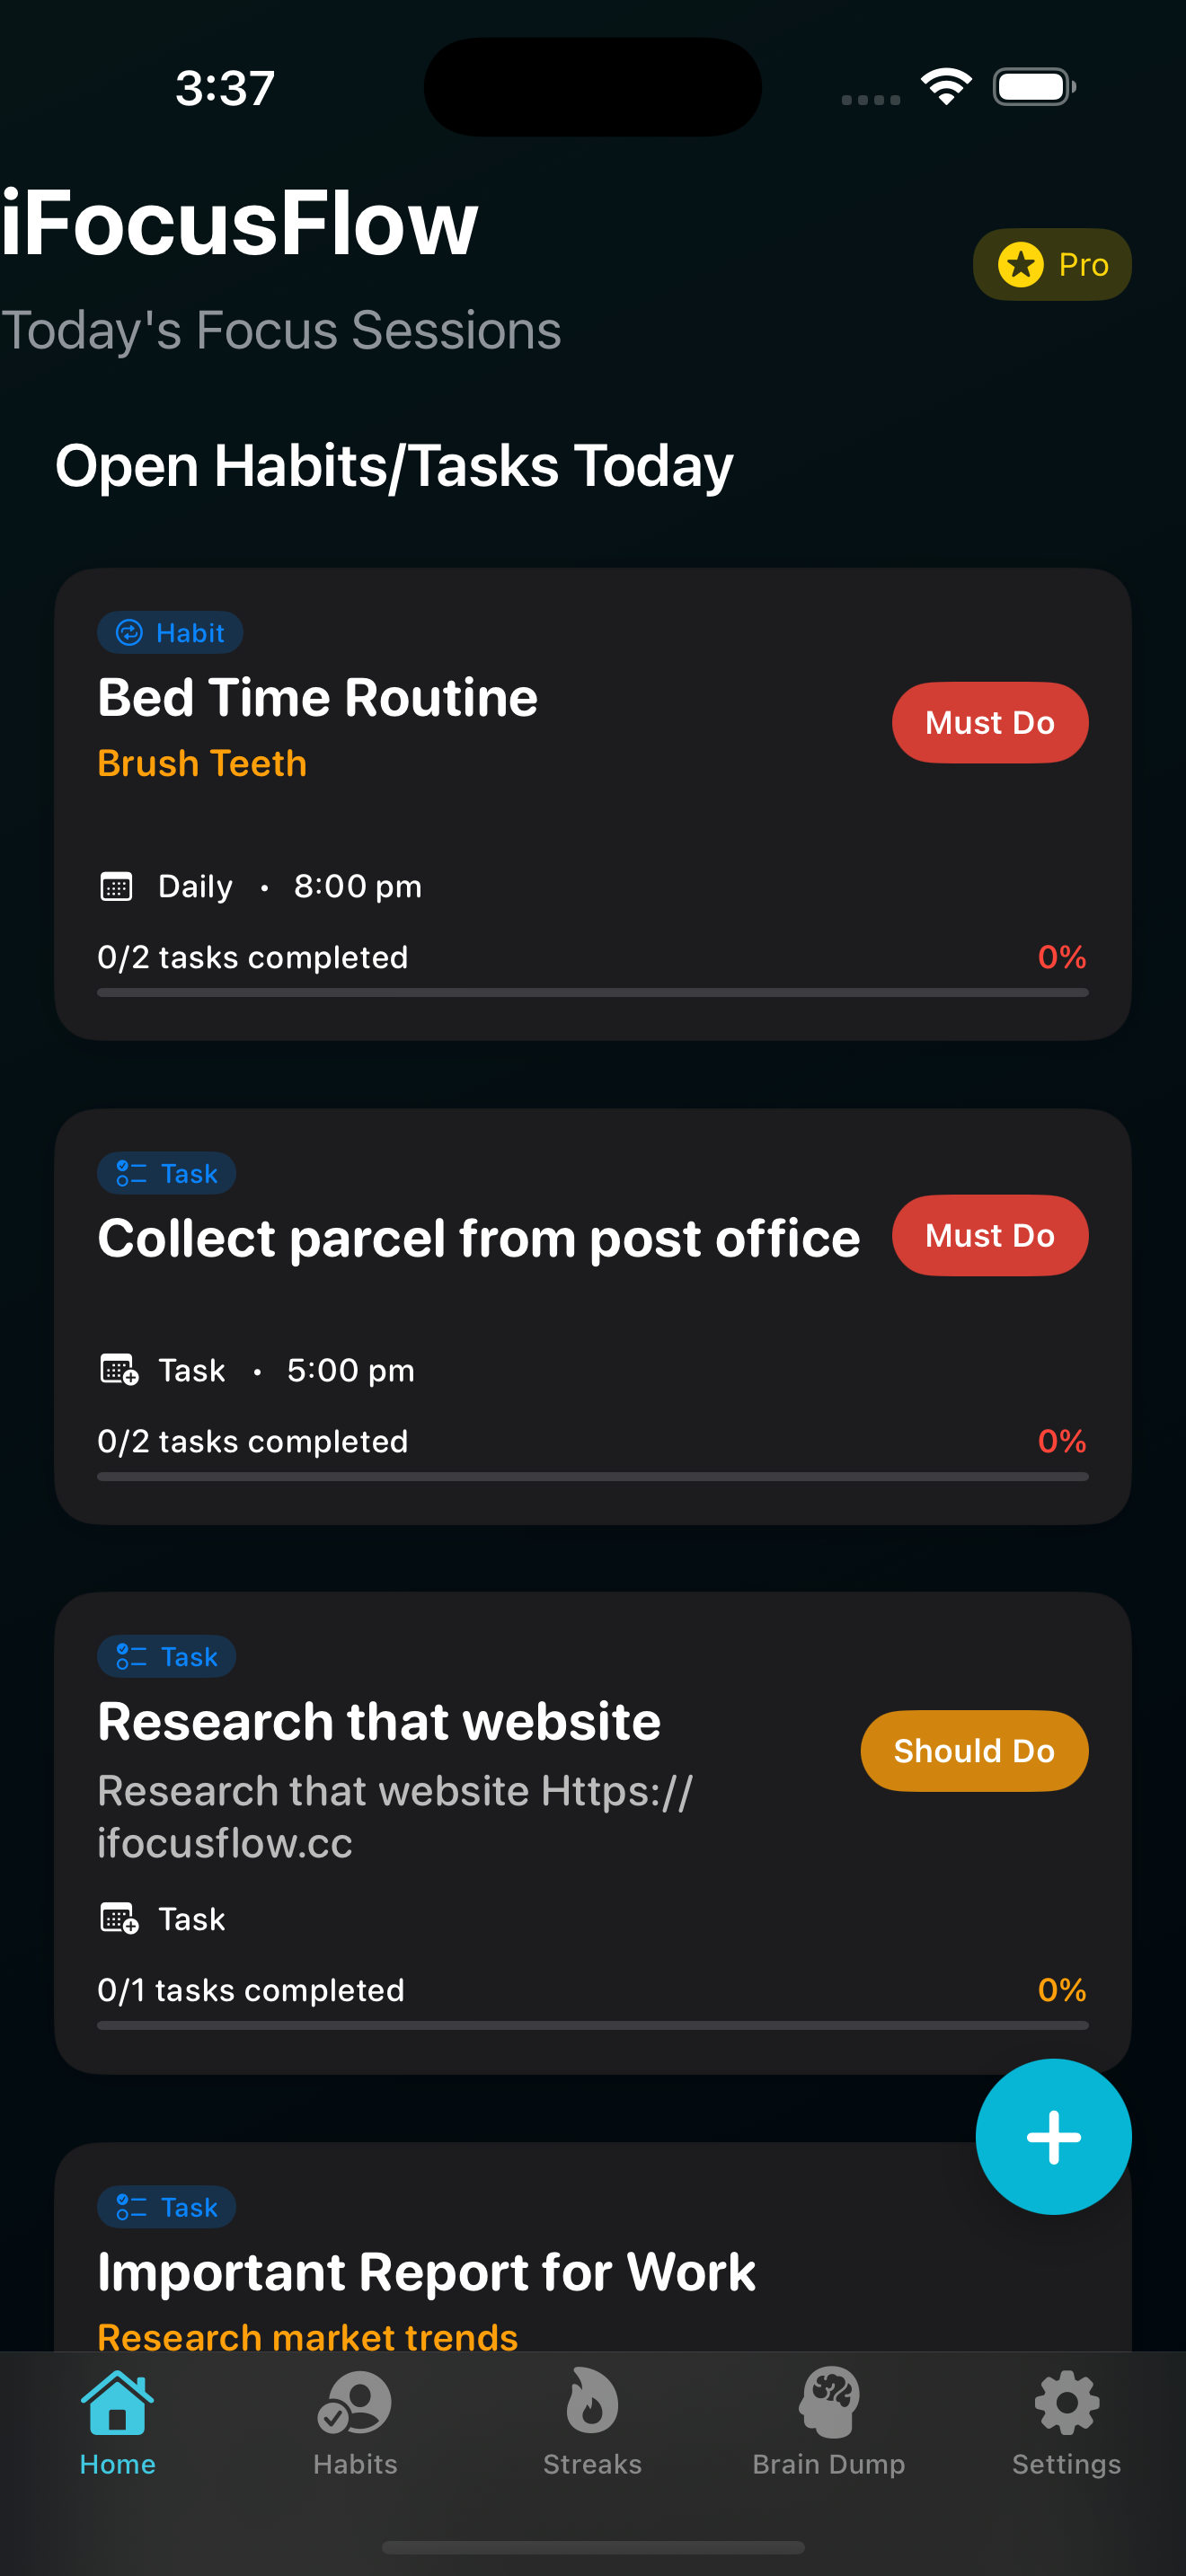 3:37
iFocusFlow
Pro
Today's Focus Sessions
Open Habits/Tasks Today
Habit
Bed Time Routine
Must Do
Brush Teeth
Daily • 8:00 pm
0/2 tasks completed 0%
Task
Collect parcel from post office
Must Do
Task • 5:00 pm
0/2 tasks completed 0%
Task
Research that website
Should Do
Research that website Https://
ifocusflow.cc
Task
0/1 tasks completed 0%
Task
Important Report for Work
Research market trends
Home Habits Streaks Brain Dump Settings